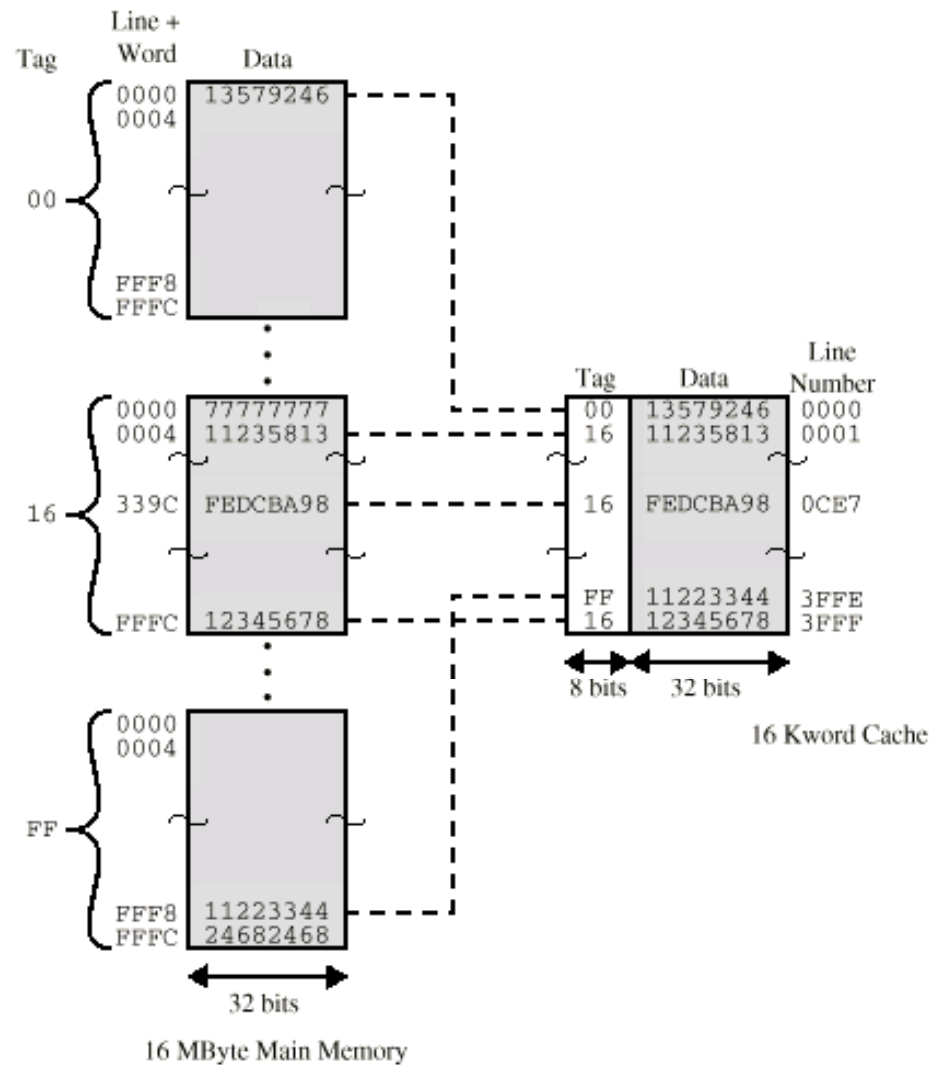 Tag
Line +
Word
Data
0000 13579246
0004
00
FFF8
FFFC
0000 77777777
0004 11235813
16
339C FEDCBA98
FFFC 12345678
0000
0004
FF
FFF8 11223344
FFFC 24682468
32 bits
16 MByte Main Memory
Tag
Data
Line
Number
00 13579246 0000
16 11235813 0001
16 FEDCBA98 0CE7
FF 11223344 3FFE
16 12345678 3FFF
8 bits
32 bits
16 Kword Cache